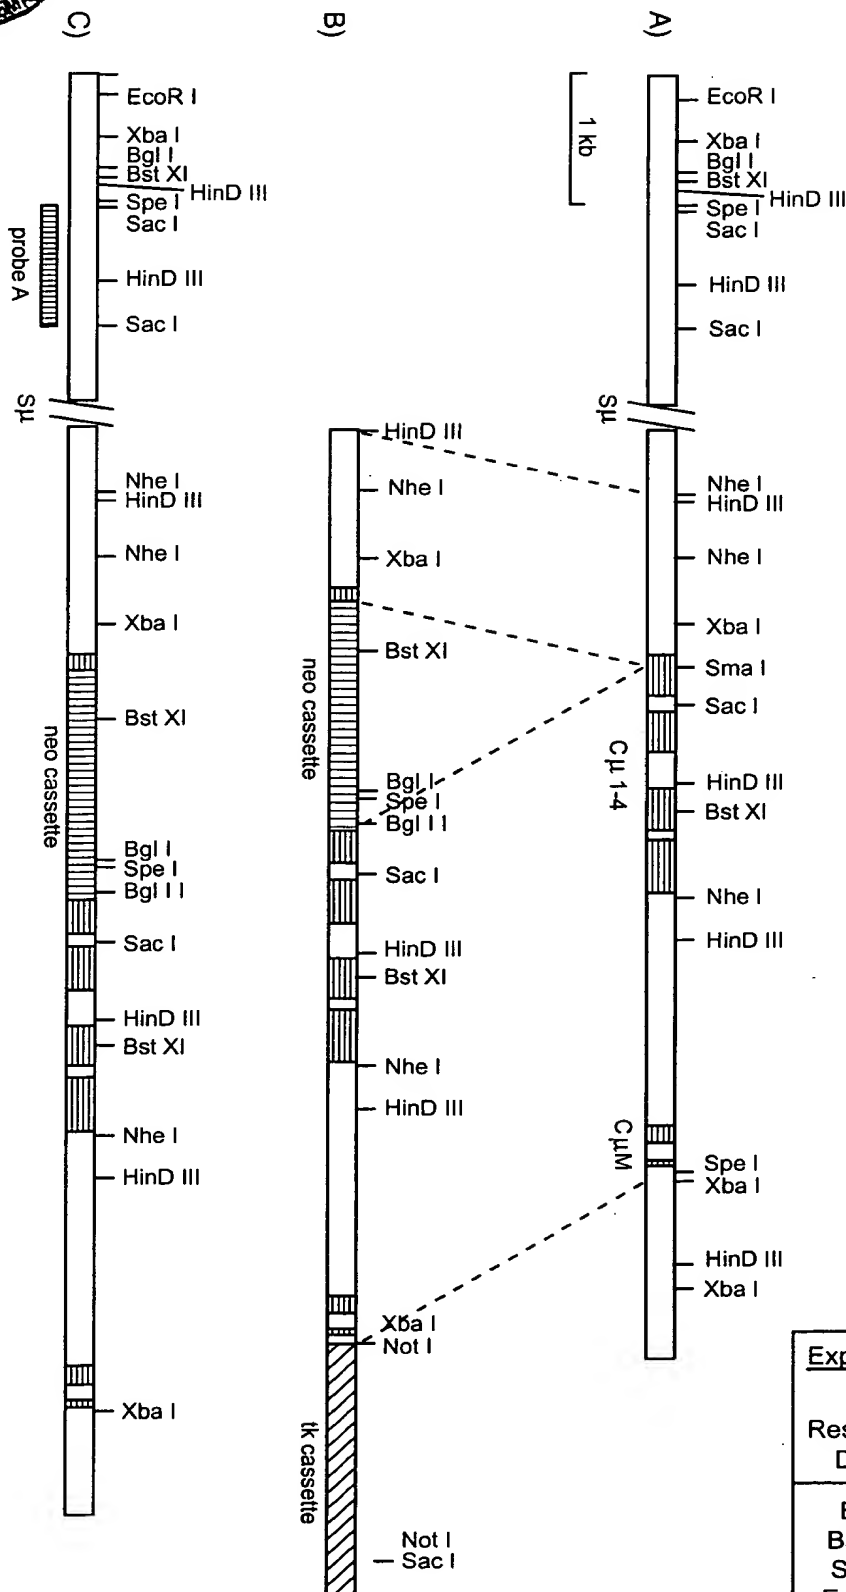 A)
EcoR I
Xba I
Bgl I
Bst XI
HinD III
Spe I
Sac I
HinD III
Sac I
Sμ
Nhe I
HinD III
Nhe I
Xba I
Sma I
Sac I
Cμ 1-4
HinD III
Bst XI
Nhe I
HinD III
CμM
Spe I
Xba I
HinD III
Xba I
1 kb
B)
HinD III
Nhe I
Xba I
Bst XI
neo cassette
Bgl I
Spe I
Bgl I I
Sac I
HinD III
Bst XI
Nhe I
HinD III
Xba I
Not I
tk cassette
Not I
Sac I
C)
EcoR I
Xba I
Bgl I
Bst XI
HinD III
Spe I
Sac I
probe A
HinD III
Sac I
Sμ
Nhe I
HinD III
Nhe I
Xba I
Bst XI
neo cassette
Bgl I
Spe I
Bgl I I
Sac I
HinD III
Bst XI
Nhe I
HinD III
Xba I
Exp
Res
D
B
S